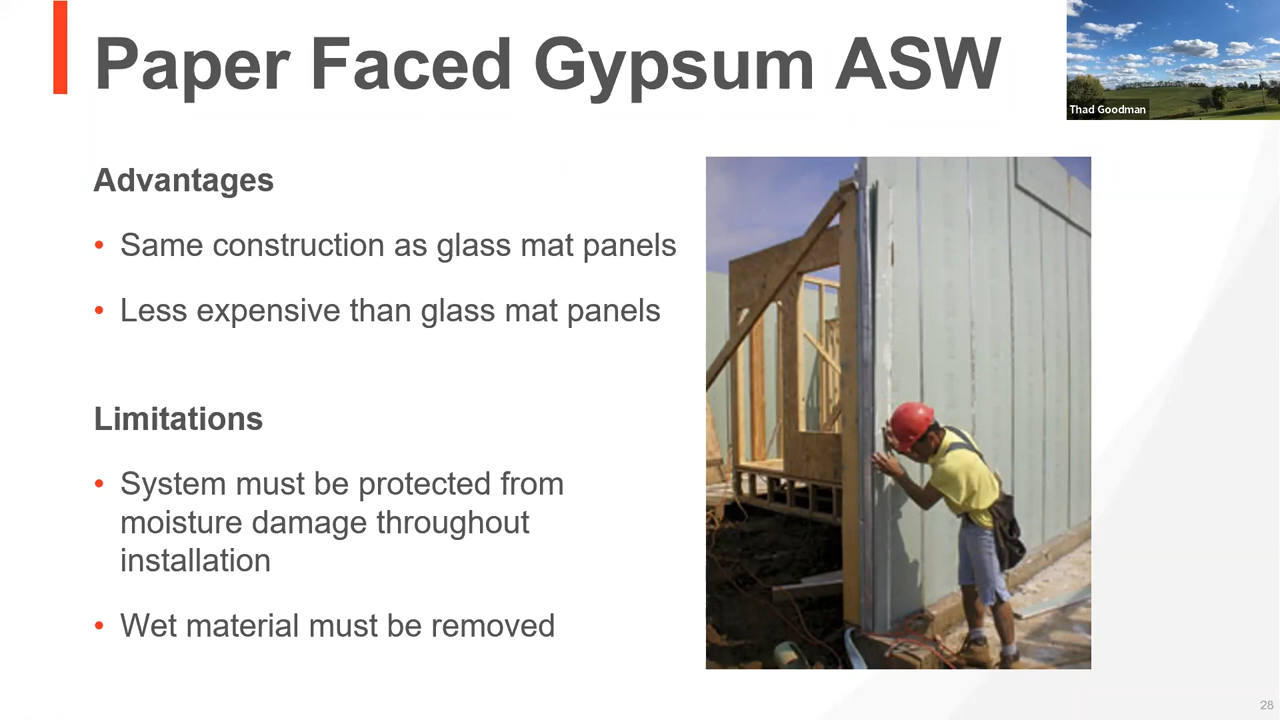 Paper Faced Gypsum ASW
Thad Goodman
Advantages
• Same construction as glass mat panels
• Less expensive than glass mat panels
Limitations
• System must be protected from
moisture damage throughout
installation
• Wet material must be removed
28